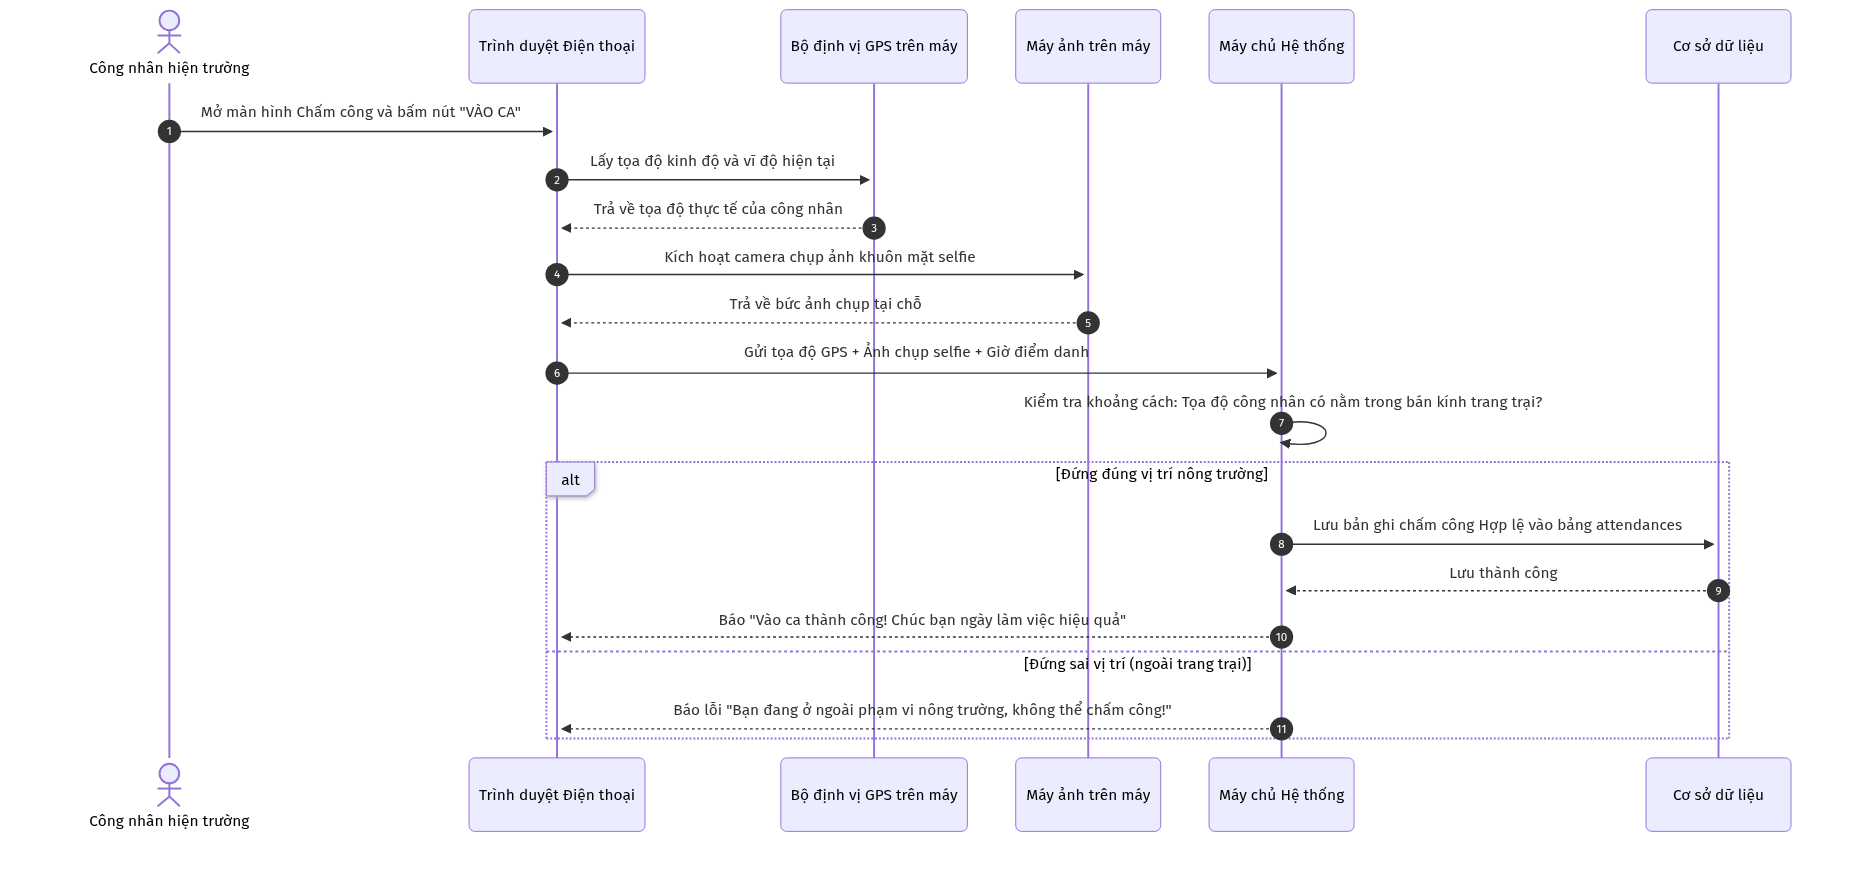 Công nhân hiện trường
Trình duyệt Điện thoại
Bộ định vị GPS trên máy
Máy ảnh trên máy
Máy chủ Hệ thống
Cơ sở dữ liệu
Mở màn hình Chấm công và bấm nút "VÀO CA"
1
Lấy tọa độ kinh độ và vĩ độ hiện tại
2
Trả về tọa độ thực tế của công nhân
3
Kích hoạt camera chụp ảnh khuôn mặt selfie
4
Trả về bức ảnh chụp tại chỗ
5
Gửi tọa độ GPS + Ảnh chụp selfie + Giờ điểm danh
6
Kiểm tra khoảng cách: Tọa độ công nhân có nằm trong bán kính trang trại?
7
alt
[Đứng đúng vị trí nông trường]
Lưu bản ghi chấm công Hợp lệ vào bảng attendances
8
Lưu thành công
9
Báo "Vào ca thành công! Chúc bạn ngày làm việc hiệu quả"
10
[Đứng sai vị trí (ngoài trang trại)]
Báo lỗi "Bạn đang ở ngoài phạm vi nông trường, không thể chấm công!"
11
Công nhân hiện trường
Trình duyệt Điện thoại
Bộ định vị GPS trên máy
Máy ảnh trên máy
Máy chủ Hệ thống
Cơ sở dữ liệu